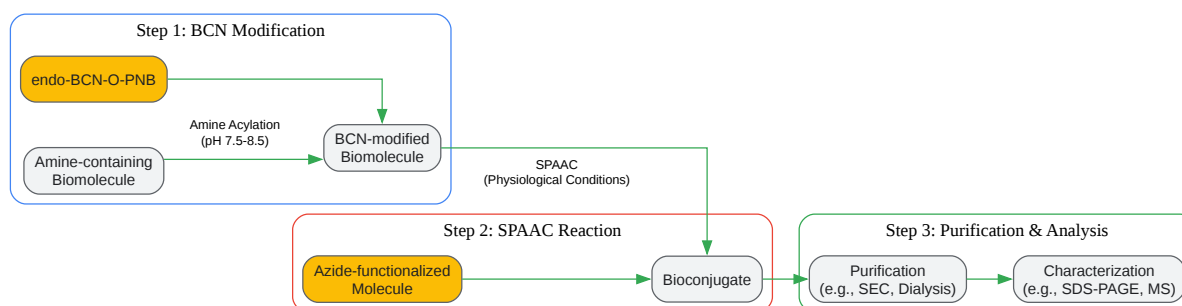 Step 1: BCN Modification
endo-BCN-O-PNB
Amine Acylation
(pH 7.5-8.5)
Amine-containing
Biomolecule
BCN-modified
Biomolecule
SPAAC
(Physiological Conditions)
Step 2: SPAAC Reaction
Azide-functionalized
Molecule
Bioconjugate
Step 3: Purification & Analysis
Purification
(e.g., SEC, Dialysis)
Characterization
(e.g., SDS-PAGE, MS)